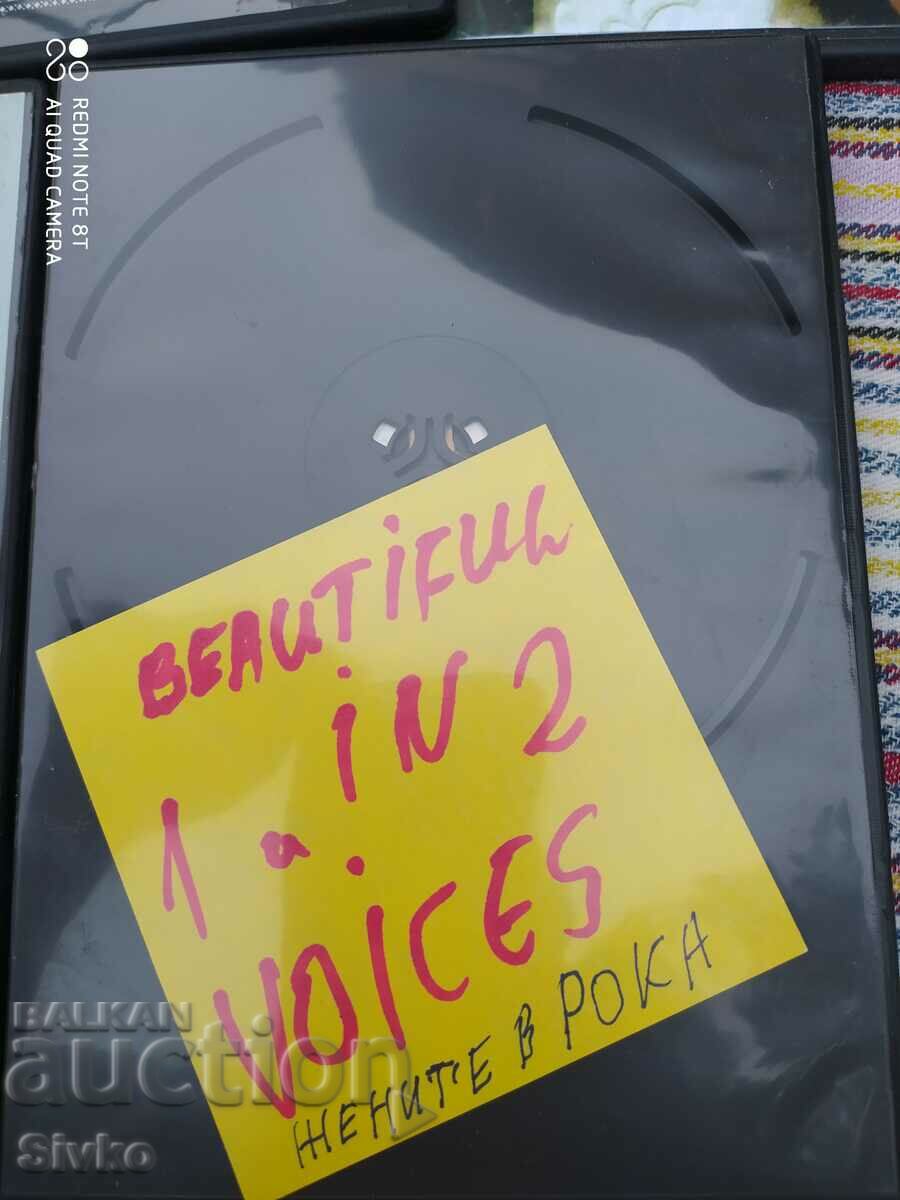 REDMI NOTE 8T
AI QUAD CAMERA
BEAUTIFUL
1 a. iN 2
VOICES
ЖЕНИТЕ В РОКА
BALKAN
auction
Sivko